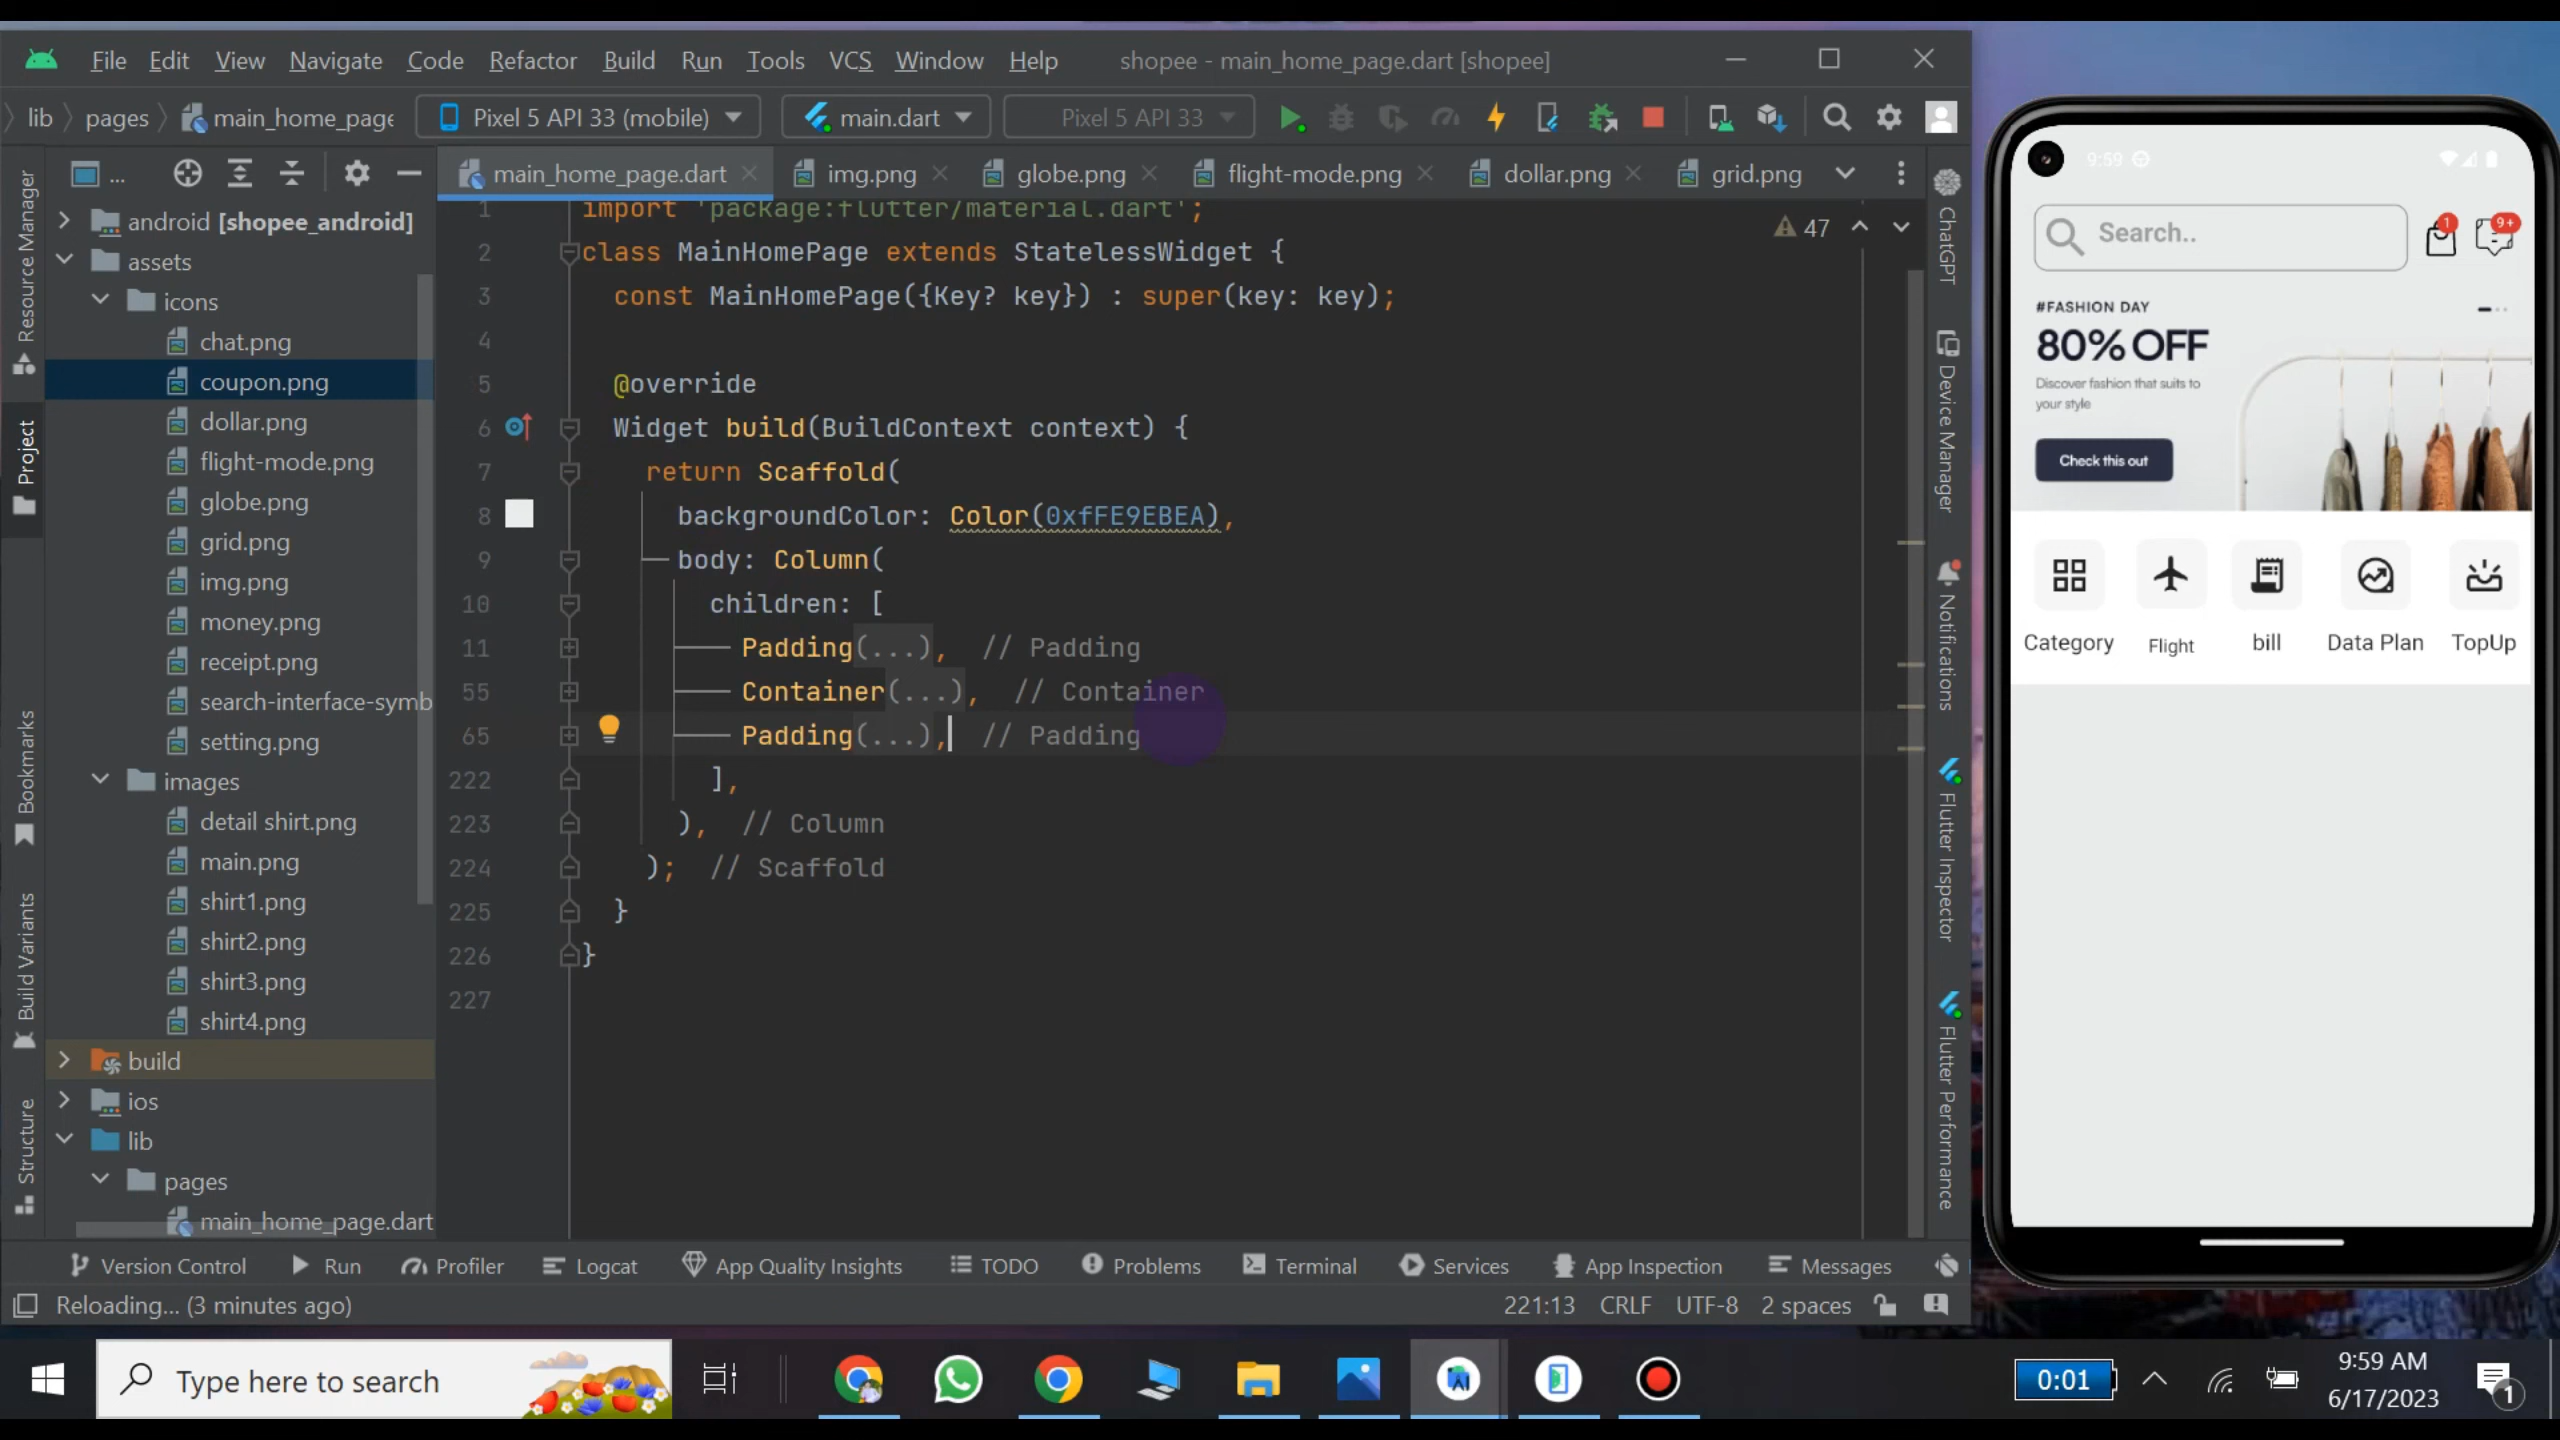 File Edit View Navigate Code Refactor Build Run Tools VCS Window Help shopee - main_home_page.dart [shopee]
lib pages main_home_page Pixel 5 API 33 (mobile) main.dart Pixel 5 API 33
... main_home_page.dart img.png globe.png flight-mode.png dollar.png grid.png
Resource Manager
Project
Bookmarks
Build Variants
Structure
android [shopee_android]
assets
icons
chat.png
coupon.png
dollar.png
flight-mode.png
globe.png
grid.png
img.png
money.png
receipt.png
search-interface-symb
setting.png
images
detail shirt.png
main.png
shirt1.png
shirt2.png
shirt3.png
shirt4.png
build
ios
lib
pages
main_home_page.dart
1 import 'package:flutter/material.dart';
2 class MainHomePage extends StatelessWidget {
3 const MainHomePage({Key? key}) : super(key: key);
4
5 @override
6 Widget build(BuildContext context) {
7 return Scaffold(
8 backgroundColor: Color(0xfFE9EBEA),
9 body: Column(
10 children: [
11 Padding(...), // Padding
55 Container(...), // Container
65 Padding(...), // Padding
222 ],
223 ), // Column
224 ); // Scaffold
225 }
226 }
227
47
ChatGPT
Device Manager
Notifications
Flutter Inspector
Flutter Performance
Version Control Run Profiler Logcat App Quality Insights TODO Problems Terminal Services App Inspection Messages
Reloading... (3 minutes ago) 221:13 CRLF UTF-8 2 spaces
9:59
Search..
1
9+
#FASHION DAY
80% OFF
Discover fashion that suits to
your style
Check this out
Category Flight bill Data Plan TopUp
Type here to search
0:01
9:59 AM
6/17/2023
1